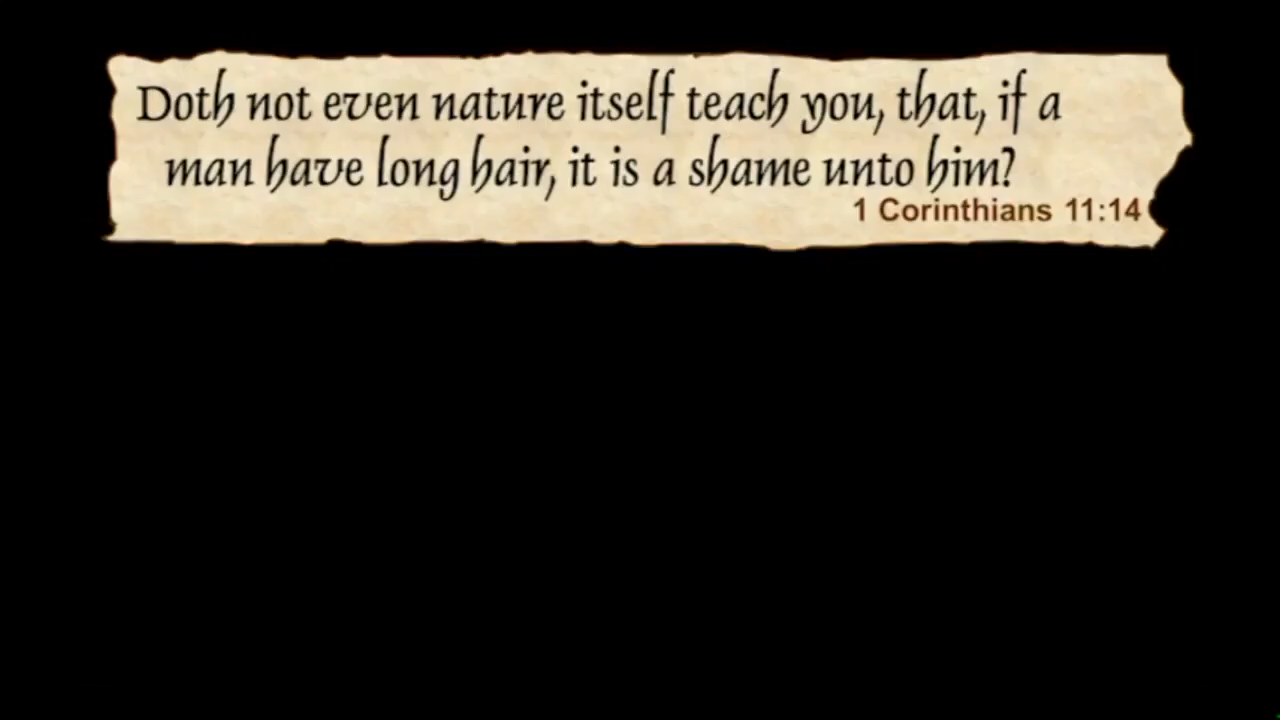 Doth not even nature itself teach you, that, if a
man have long hair, it is a shame unto him?
1 Corinthians 11:14